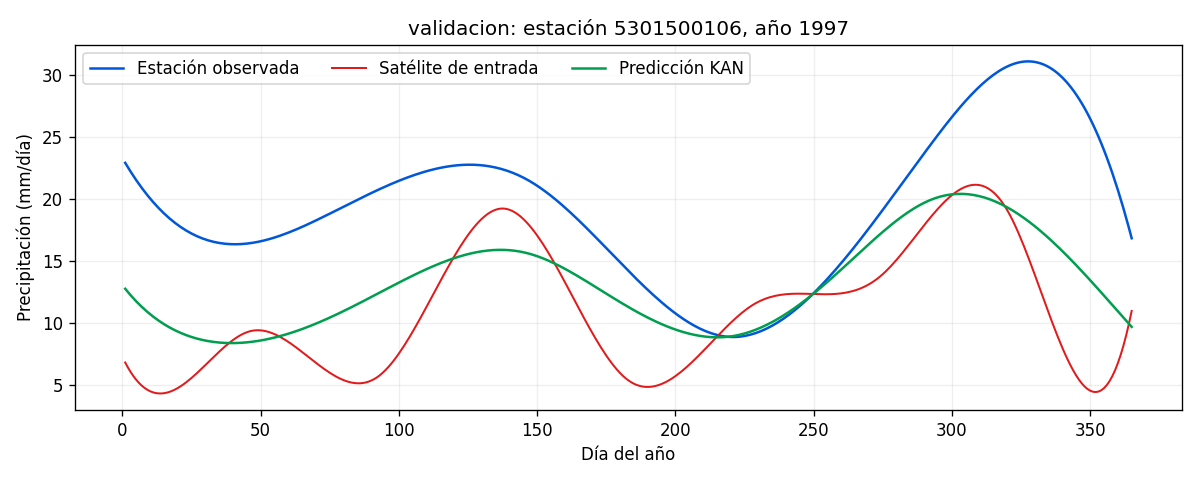 validacion: estación 5301500106, año 1997
Estación observada
Satélite de entrada
Predicción KAN
Precipitación (mm/día)
30
25
20
15
10
5
0 50 100 150 200 250 300 350
Día del año